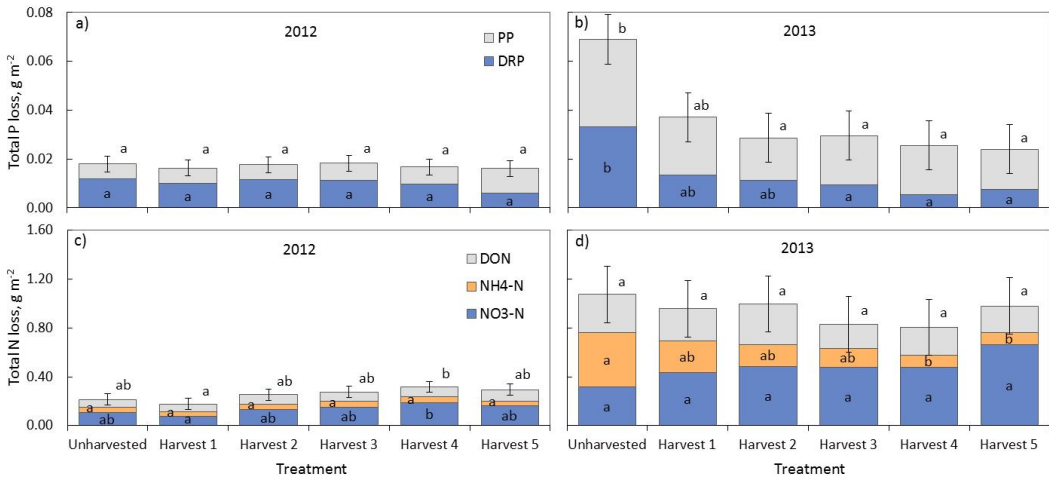 a) 2012
PP
DRP
Total P loss, g m-2
0.08
0.06
0.04
0.02
0.00
a a a a a a
a a a a a a
b) 2013
b ab a a a a
b ab ab a a a
c) 2012
DON
NH4-N
NO3-N
Total N loss, g m-2
1.60
1.20
0.80
0.40
0.00
ab a ab ab b ab
a a a a a a
ab a ab ab b ab
d) 2013
a a a a a a
a ab ab ab b b
a a a a a a
Unharvested Harvest 1 Harvest 2 Harvest 3 Harvest 4 Harvest 5
Treatment
Unharvested Harvest 1 Harvest 2 Harvest 3 Harvest 4 Harvest 5
Treatment